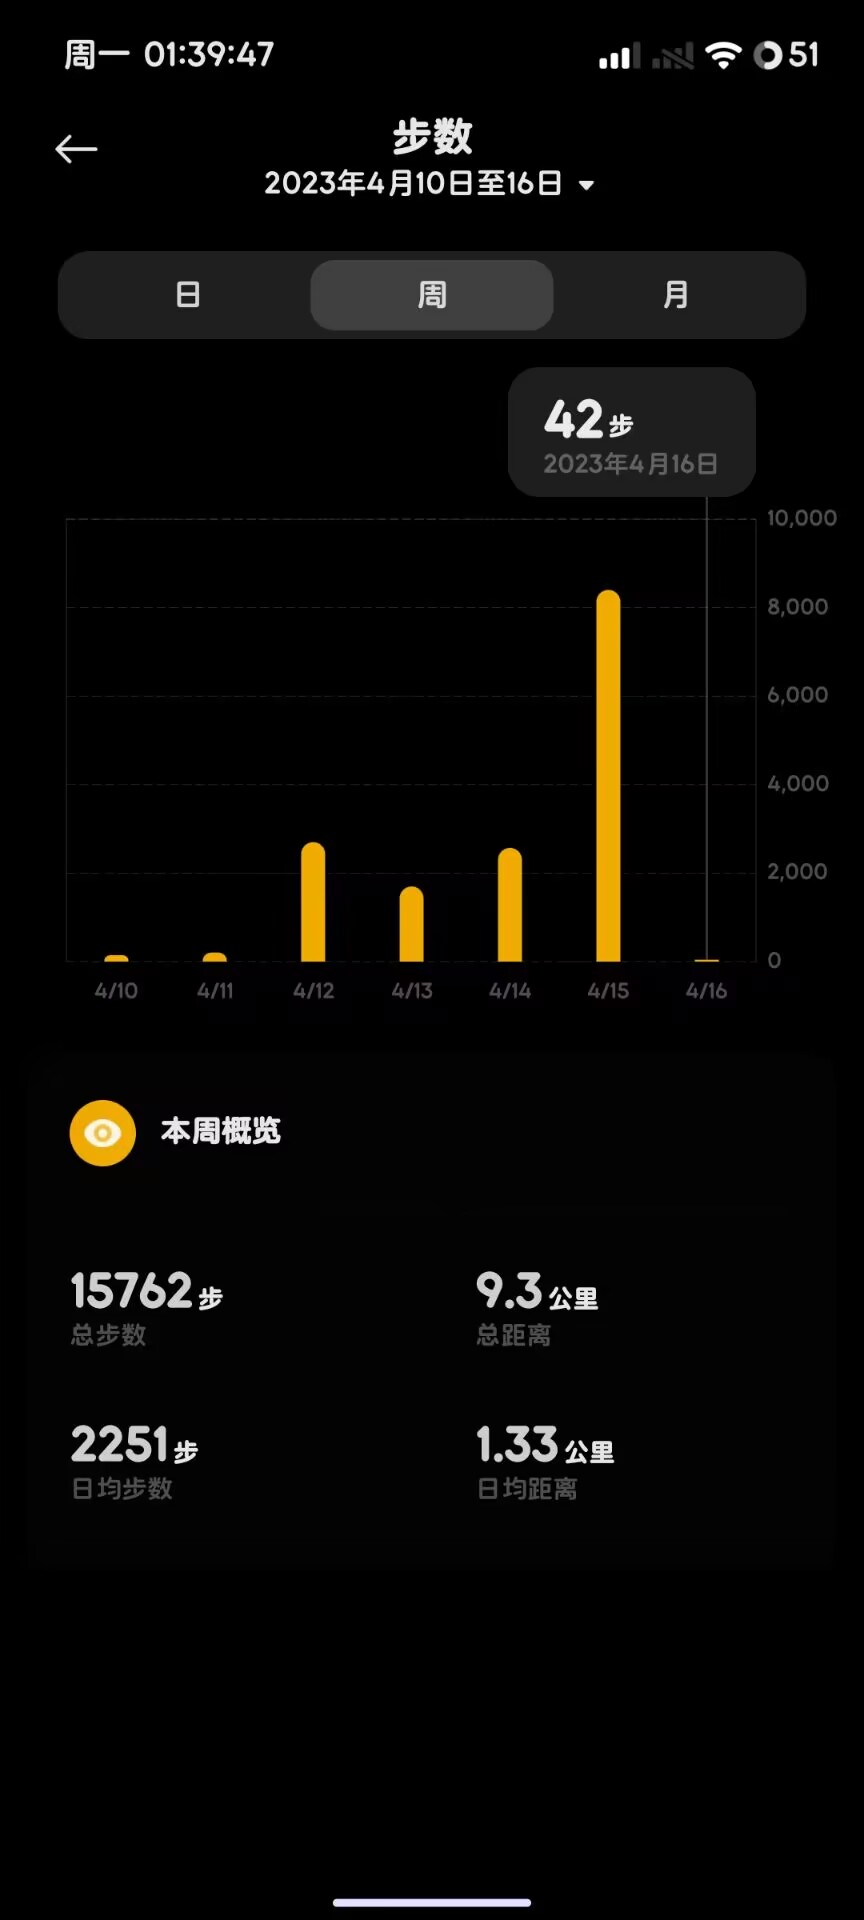 周一 01:39:47 51
步数
2023年4月10日至16日
日 周 月
42步
2023年4月16日
10,000
8,000
6,000
4,000
2,000
0
4/10 4/11 4/12 4/13 4/14 4/15 4/16
本周概览
15762步 9.3公里
总步数 总距离
2251步 1.33公里
日均步数 日均距离